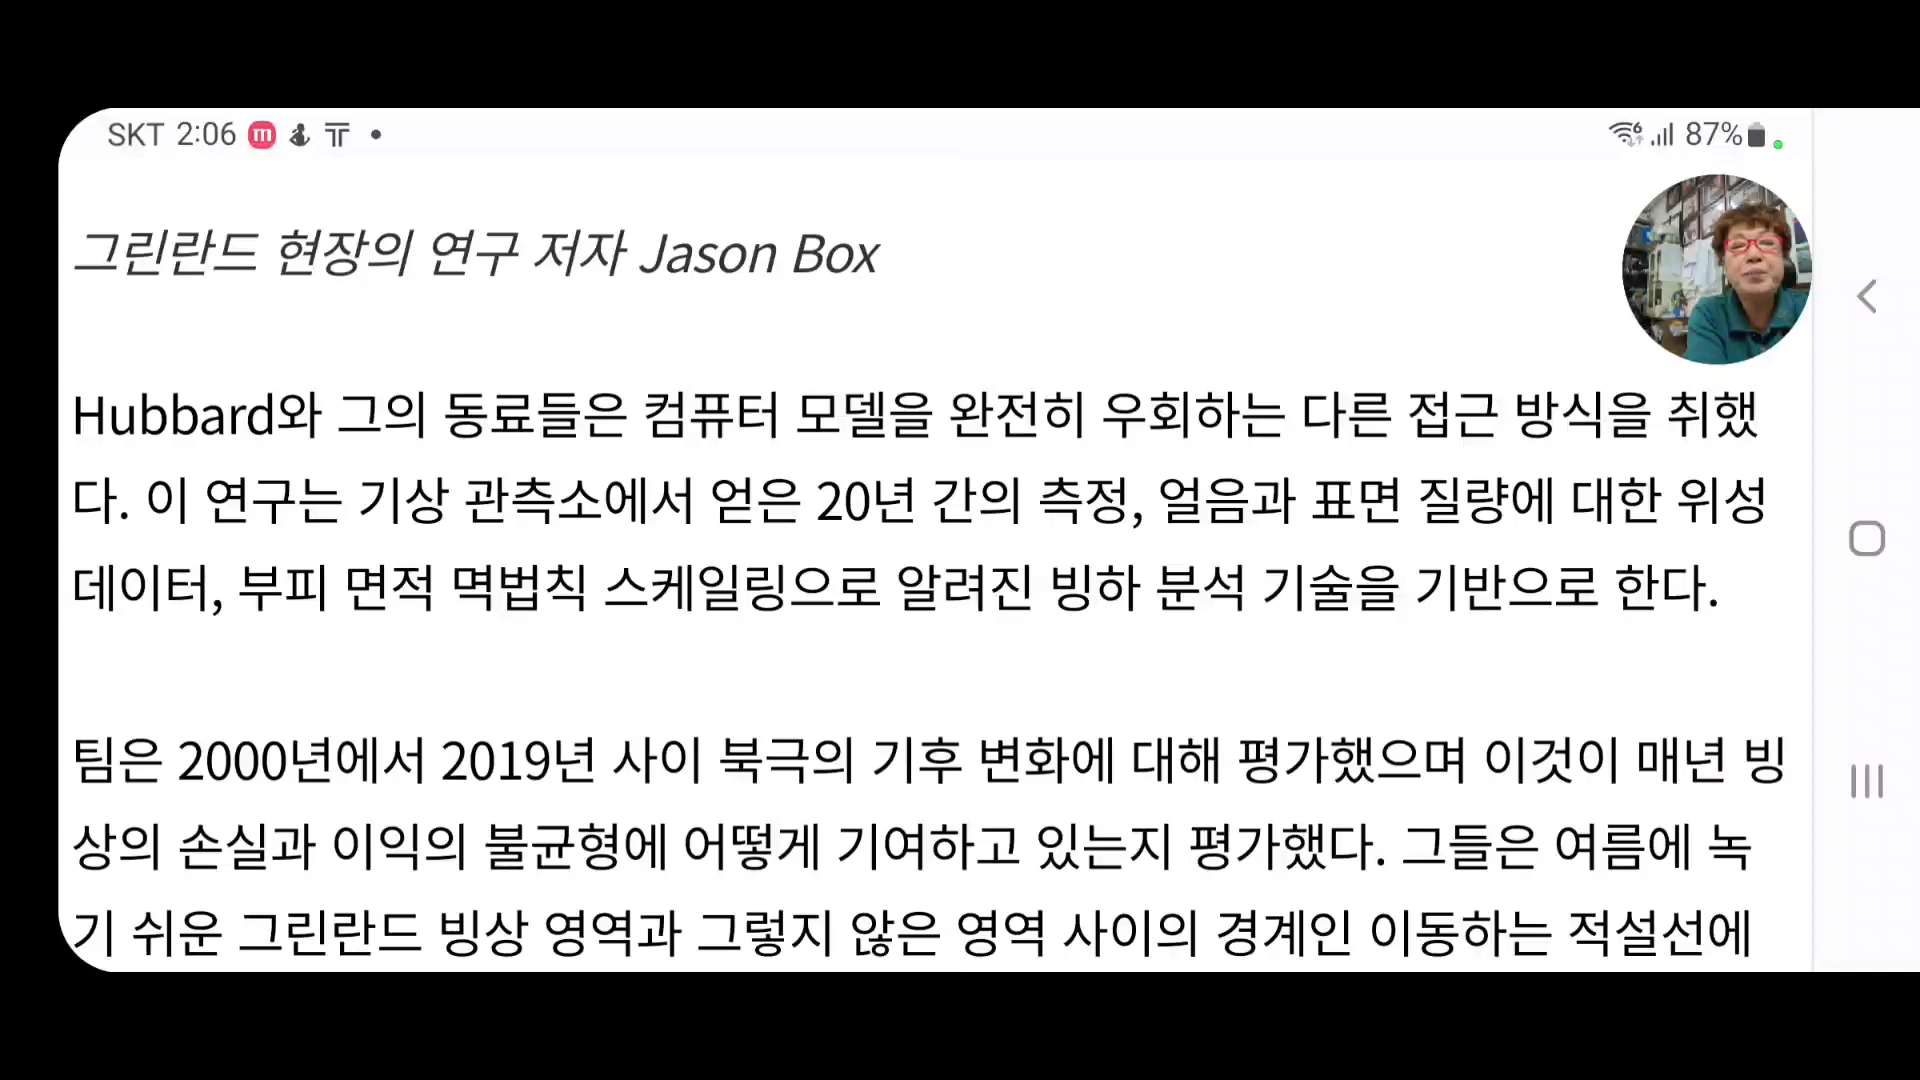 SKT 2:06
87%
그린란드 현장의 연구 저자 Jason Box
Hubbard와 그의 동료들은 컴퓨터 모델을 완전히 우회하는 다른 접근 방식을 취했
다. 이 연구는 기상 관측소에서 얻은 20년 간의 측정, 얼음과 표면 질량에 대한 위성
데이터, 부피 면적 멱법칙 스케일링으로 알려진 빙하 분석 기술을 기반으로 한다.
팀은 2000년에서 2019년 사이 북극의 기후 변화에 대해 평가했으며 이것이 매년 빙
상의 손실과 이익의 불균형에 어떻게 기여하고 있는지 평가했다. 그들은 여름에 녹
기 쉬운 그린란드 빙상 영역과 그렇지 않은 영역 사이의 경계인 이동하는 적설선에